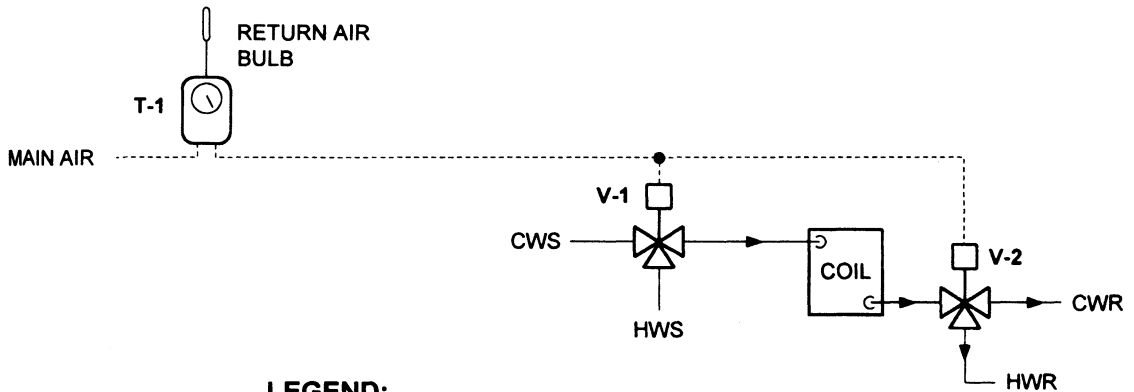 RETURN AIR
BULB
T-1
MAIN AIR
V-1
CWS
COIL
V-2
CWR
HWS
HWR
LEGEND: